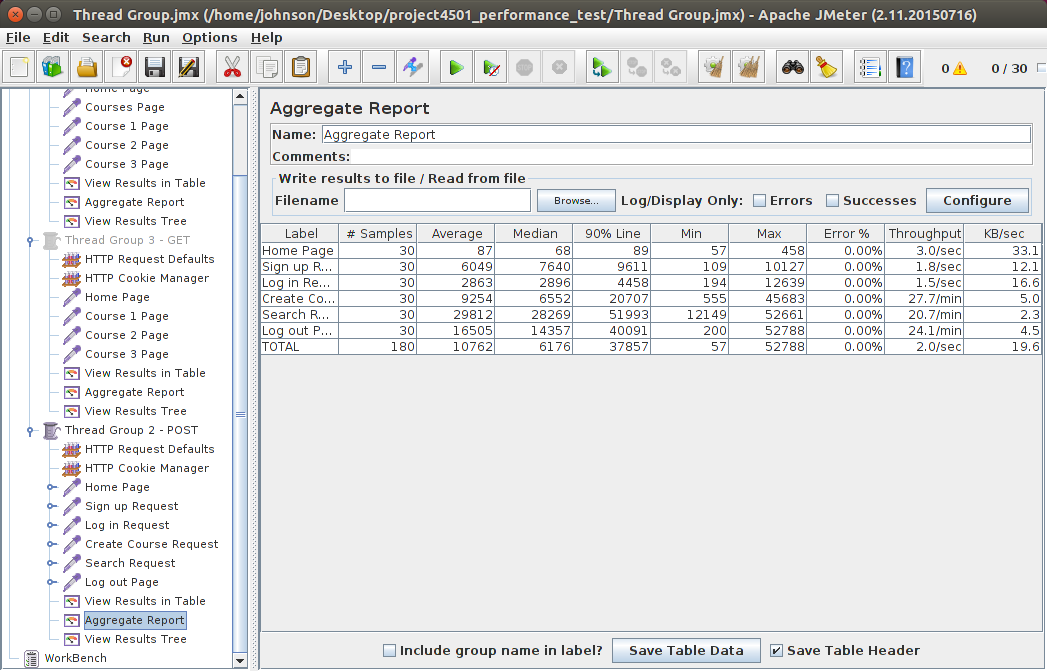 Thread Group.jmx (/home/johnson/Desktop/project4501_performance_test/Thread Group.jmx) - Apache JMeter (2.11.20150716)
File Edit Search Run Options Help
0 0 / 30
Home Page
Courses Page
Course 1 Page
Course 2 Page
Course 3 Page
View Results in Table
Aggregate Report
View Results Tree
Thread Group 3 - GET
HTTP Request Defaults
HTTP Cookie Manager
Home Page
Course 1 Page
Course 2 Page
Course 3 Page
View Results in Table
Aggregate Report
View Results Tree
Thread Group 2 - POST
HTTP Request Defaults
HTTP Cookie Manager
Home Page
Sign up Request
Log in Request
Create Course Request
Search Request
Log out Page
View Results in Table
Aggregate Report
View Results Tree
WorkBench
Aggregate Report
Name: Aggregate Report
Comments:
Write results to file / Read from file
Filename Browse... Log/Display Only: Errors Successes Configure
Label # Samples Average Median 90% Line Min Max Error % Throughput KB/sec
Home Page 30 87 68 89 57 458 0.00% 3.0/sec 33.1
Sign up R... 30 6049 7640 9611 109 10127 0.00% 1.8/sec 12.1
Log in Re... 30 2863 2896 4458 194 12639 0.00% 1.5/sec 16.6
Create Co... 30 9254 6552 20707 555 45683 0.00% 27.7/min 5.0
Search R... 30 29812 28269 51993 12149 52661 0.00% 20.7/min 2.3
Log out P... 30 16505 14357 40091 200 52788 0.00% 24.1/min 4.5
TOTAL 180 10762 6176 37857 57 52788 0.00% 2.0/sec 19.6
Include group name in label? Save Table Data Save Table Header